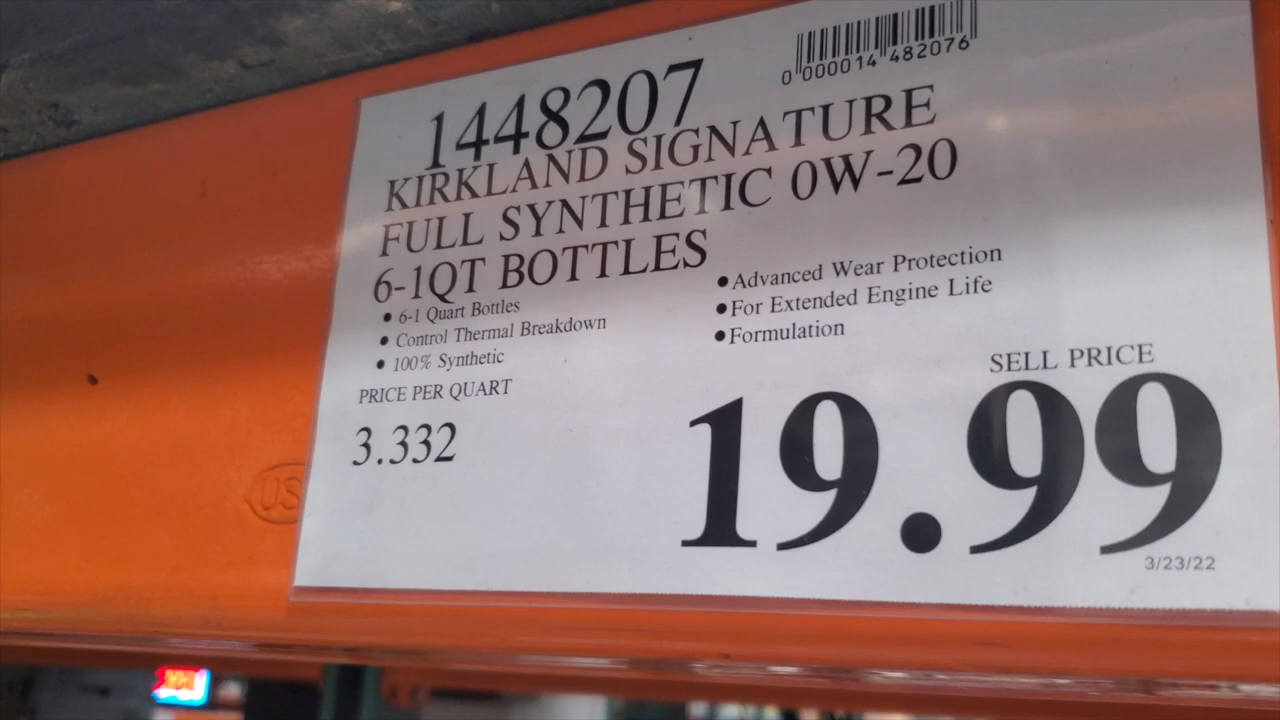 0 000014 482076
1448207
KIRKLAND SIGNATURE
FULL SYNTHETIC 0W-20
6-1QT BOTTLES
• 6-1 Quart Bottles
• Control Thermal Breakdown
• 100% Synthetic
• Advanced Wear Protection
• For Extended Engine Life
• Formulation
PRICE PER QUART
3.332
SELL PRICE
19.99
3/23/22
US